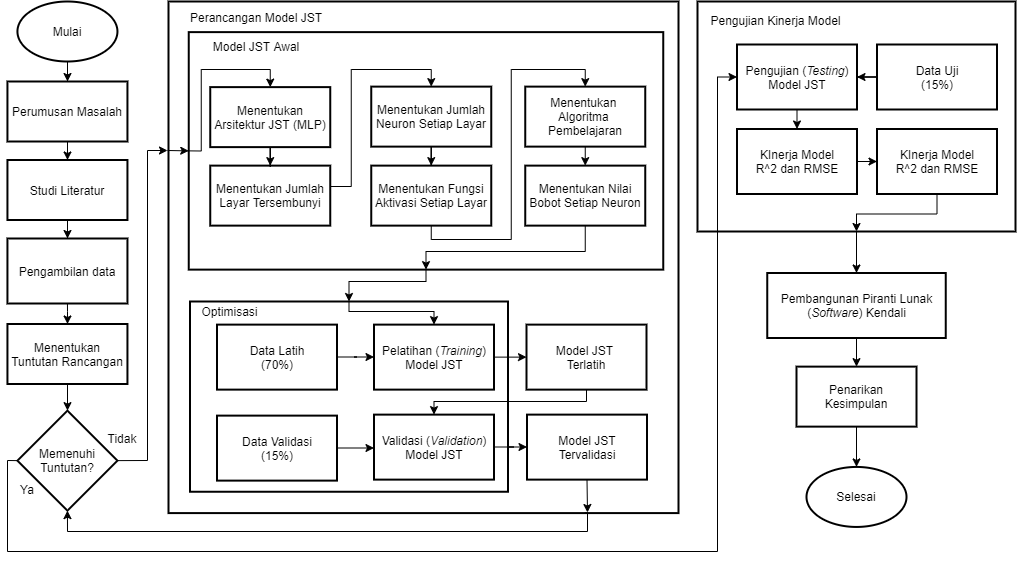 Mulai
Perumusan Masalah
Studi Literatur
Pengambilan data
Menentukan
Tuntutan Rancangan
Memenuhi
Tuntutan?
Tidak
Ya
Perancangan Model JST
Model JST Awal
Menentukan
Arsitektur JST (MLP)
Menentukan Jumlah
Layar Tersembunyi
Menentukan Jumlah
Neuron Setiap Layar
Menentukan Fungsi
Aktivasi Setiap Layar
Menentukan
Algoritma
Pembelajaran
Menentukan Nilai
Bobot Setiap Neuron
Optimisasi
Data Latih
(70%)
Pelatihan (Training)
Model JST
Model JST
Terlatih
Data Validasi
(15%)
Validasi (Validation)
Model JST
Model JST
Tervalidasi
Pengujian Kinerja Model
Pengujian (Testing)
Model JST
Data Uji
(15%)
KInerja Model
R^2 dan RMSE
KInerja Model
R^2 dan RMSE
Pembangunan Piranti Lunak
(Software) Kendali
Penarikan
Kesimpulan
Selesai